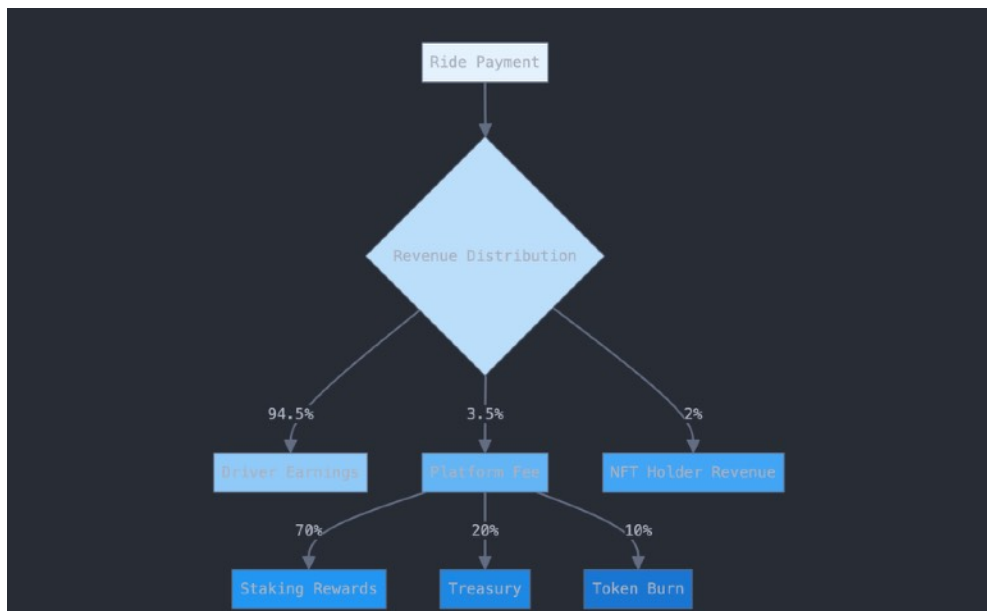 Ride Payment
Revenue Distribution
94.5%
3.5%
2%
Driver Earnings
Platform Fee
NFT Holder Revenue
70%
20%
10%
Staking Rewards
Treasury
Token Burn